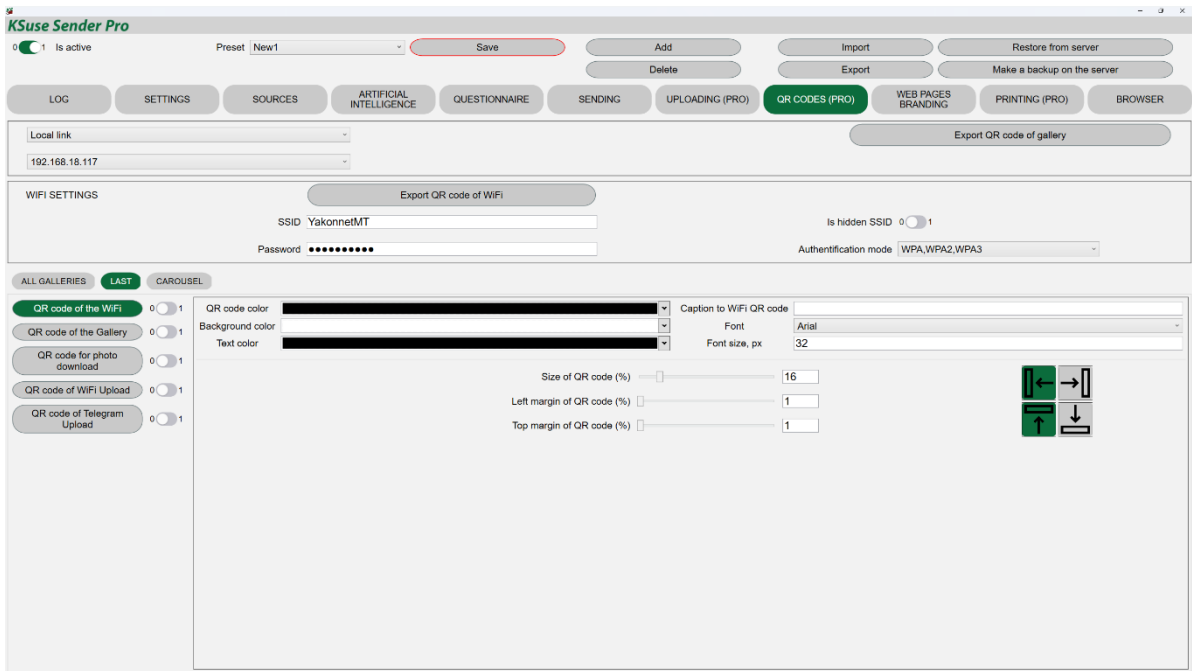 KSuse Sender Pro
0 1 Is active Preset New1 Save Add Import Restore from server
Delete Export Make a backup on the server
LOG SETTINGS SOURCES ARTIFICIAL INTELLIGENCE QUESTIONNAIRE SENDING UPLOADING (PRO) QR CODES (PRO) WEB PAGES BRANDING PRINTING (PRO) BROWSER
Local link Export QR code of gallery
192.168.18.117
WIFI SETTINGS Export QR code of WiFi
SSID YakonnetMT Is hidden SSID 0 1
Password ●●●●●●●●●● Authentification mode WPA,WPA2,WPA3
ALL GALLERIES LAST CAROUSEL
QR code of the WiFi 0 1 QR code color Caption to WiFi QR code
Background color Font Arial
QR code of the Gallery 0 1 Text color Font size, px 32
QR code for photo download 0 1
Size of QR code (%) 16
QR code of WiFi Upload 0 1 Left margin of QR code (%) 1
QR code of Telegram Upload 0 1 Top margin of QR code (%) 1